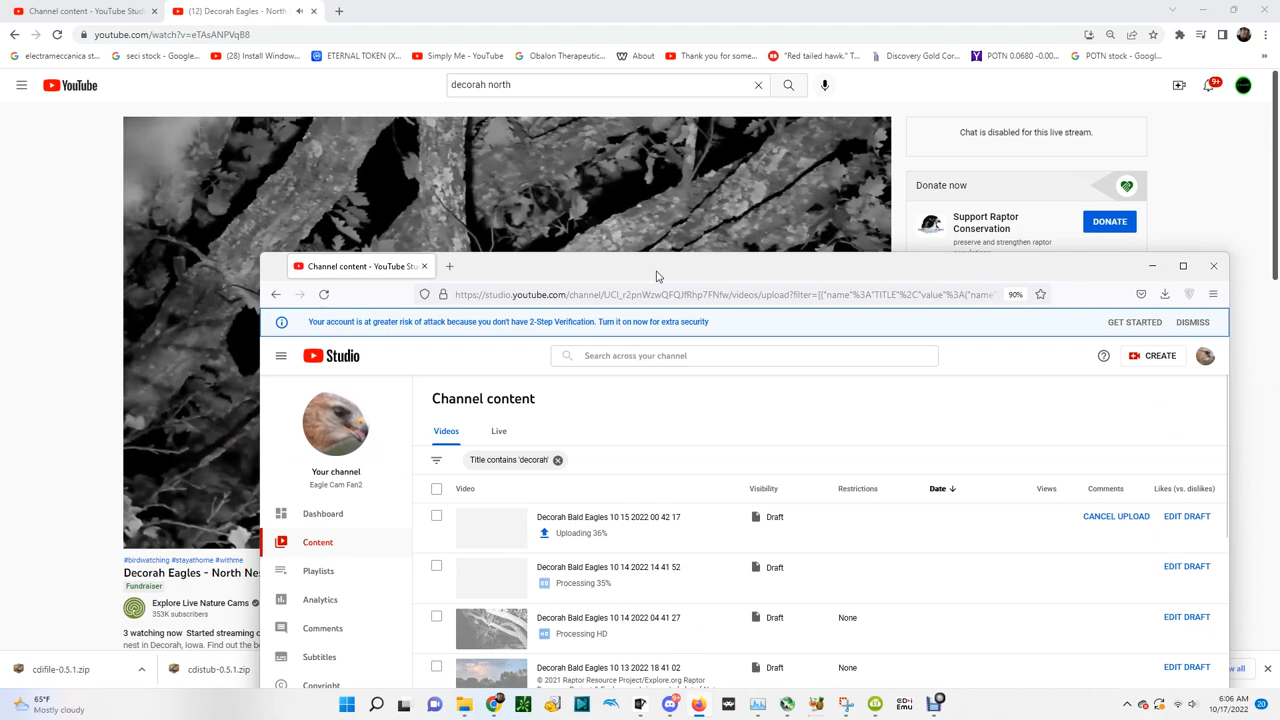 Channel content - YouTube Studio
(12) Decorah Eagles - North
youtube.com/watch?v=eTAsANPVqB8
electrameccanica st
seci stock - Google...
(28) Install Window...
ETERNAL TOKEN (X...
Simply Me - YouTube
Obalon Therapeutic...
About
Thank you for some...
"Red tailed hawk." D...
Discovery Gold Cor...
POTN 0.0680 -0.00...
POTN stock - Googl...
YouTube
decorah north
9+
Chat is disabled for this live stream.
Donate now
Support Raptor
Conservation
DONATE
preserve and strengthen raptor
Channel content - YouTube Stu
https://studio.youtube.com/channel/UCl_r2pnWzwQFQJfRhp7FNfw/videos/upload?filter=[{"name"%3A"TITLE"%2C"value"%3A{"name"
90%
Your account is at greater risk of attack because you don't have 2-Step Verification. Turn it on now for extra security
GET STARTED
DISMISS
Studio
Search across your channel
CREATE
Channel content
Videos
Live
Your channel
Eagle Cam Fan2
Title contains 'decorah'
Video
Visibility
Restrictions
Date
Views
Comments
Likes (vs. dislikes)
Dashboard
Content
Playlists
Analytics
Comments
Subtitles
Copyright
Decorah Bald Eagles 10 15 2022 00 42 17
Uploading 36%
Draft
CANCEL UPLOAD
EDIT DRAFT
Decorah Bald Eagles 10 14 2022 14 41 52
Processing 35%
Draft
EDIT DRAFT
Decorah Bald Eagles 10 14 2022 04 41 27
Processing HD
Draft
None
EDIT DRAFT
Decorah Bald Eagles 10 13 2022 18 41 02
© 2021 Raptor Resource Project/Explore.org Raptor
Draft
None
EDIT DRAFT
#birdwatching #stayathome #withme
Decorah Eagles - North Nes
Fundraiser
Explore Live Nature Cams
353K subscribers
3 watching now Started streaming o
nest in Decorah, Iowa. Find out the b
cdifile-0.5.1.zip
cdistub-0.5.1.zip
w all
65°F
Mostly cloudy
GD+i
Emu
6:06 AM
10/17/2022
20